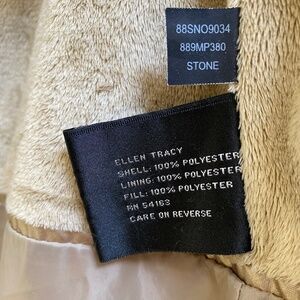 88SNO9034
889MP380
STONE
ELLEN TRACY
SHELL: 100% POLYESTER
LINING: 100% POLYESTER
FILL: 100% POLYESTER
RN 54163
CARE ON REVERSE